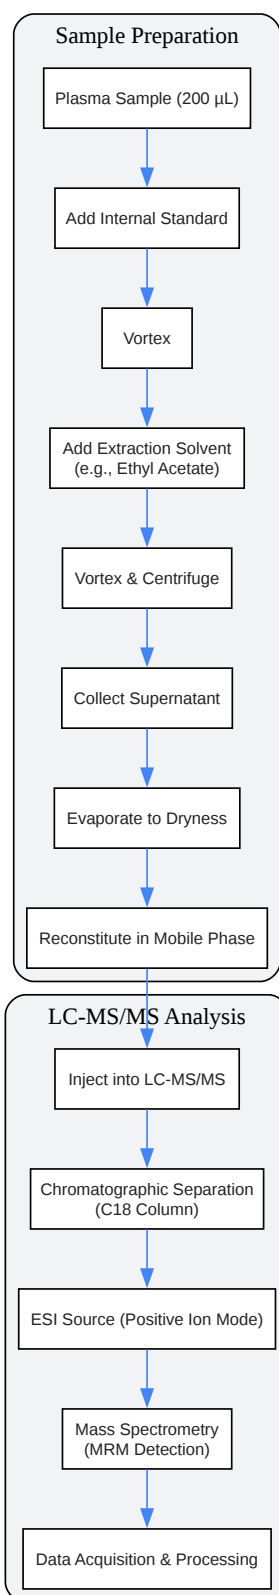 Sample Preparation
Plasma Sample (200 µL)
Add Internal Standard
Vortex
Add Extraction Solvent
(e.g., Ethyl Acetate)
Vortex & Centrifuge
Collect Supernatant
Evaporate to Dryness
Reconstitute in Mobile Phase
LC-MS/MS Analysis
Inject into LC-MS/MS
Chromatographic Separation
(C18 Column)
ESI Source (Positive Ion Mode)
Mass Spectrometry
(MRM Detection)
Data Acquisition & Processing